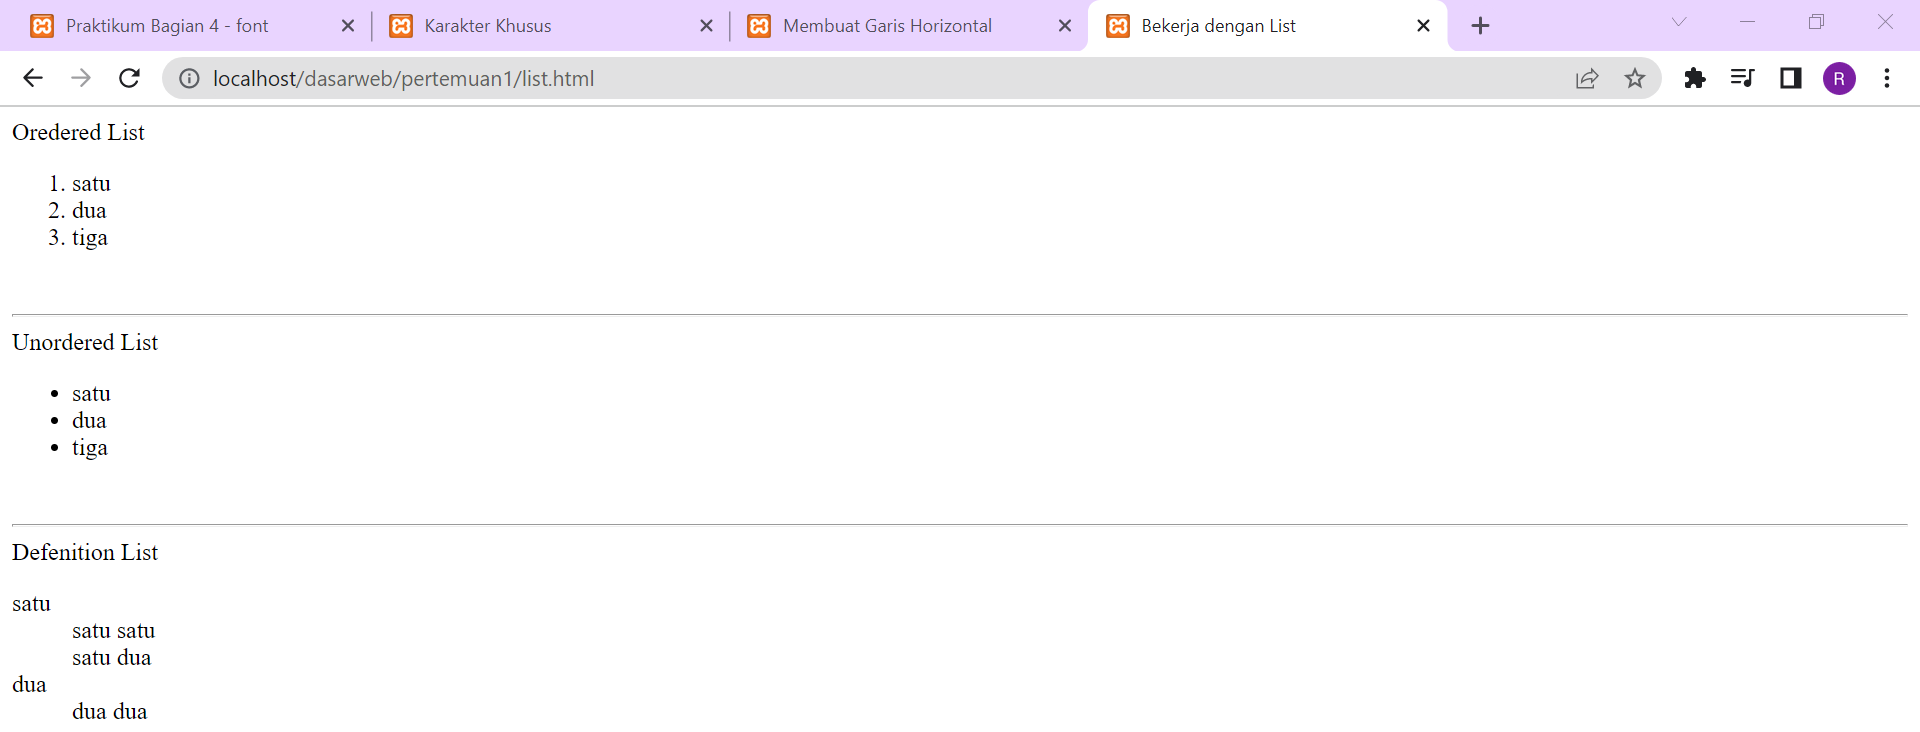 Praktikum Bagian 4 - font
Karakter Khusus
Membuat Garis Horizontal
Bekerja dengan List
localhost/dasarweb/pertemuan1/list.html
R
Oredered List
1. satu
2. dua
3. tiga
Unordered List
• satu
• dua
• tiga
Defenition List
satu
satu satu
satu dua
dua
dua dua